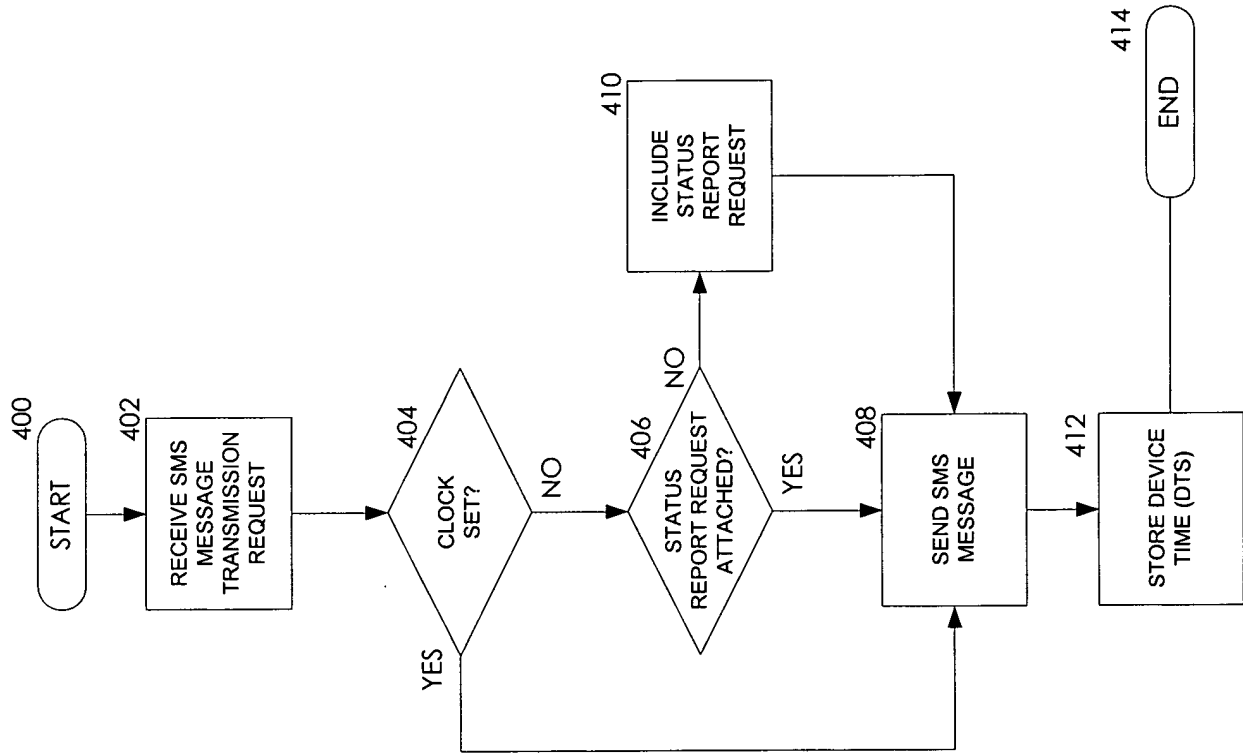 400
START
402
RECEIVE SMS
MESSAGE
TRANSMISSION
REQUEST
404
CLOCK
SET?
YES
NO
406
STATUS
REPORT REQUEST
ATTACHED?
NO
YES
410
INCLUDE
STATUS
REPORT
REQUEST
408
SEND SMS
MESSAGE
412
STORE DEVICE
TIME (DTS)
414
END